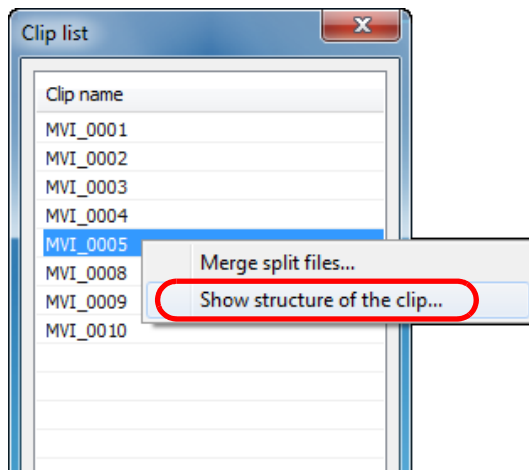 Clip list
Clip name
MVI_0001
MVI_0002
MVI_0003
MVI_0004
MVI_0005
Merge split files...
MVI_0008
MVI_0009
Show structure of the clip...
MVI_0010